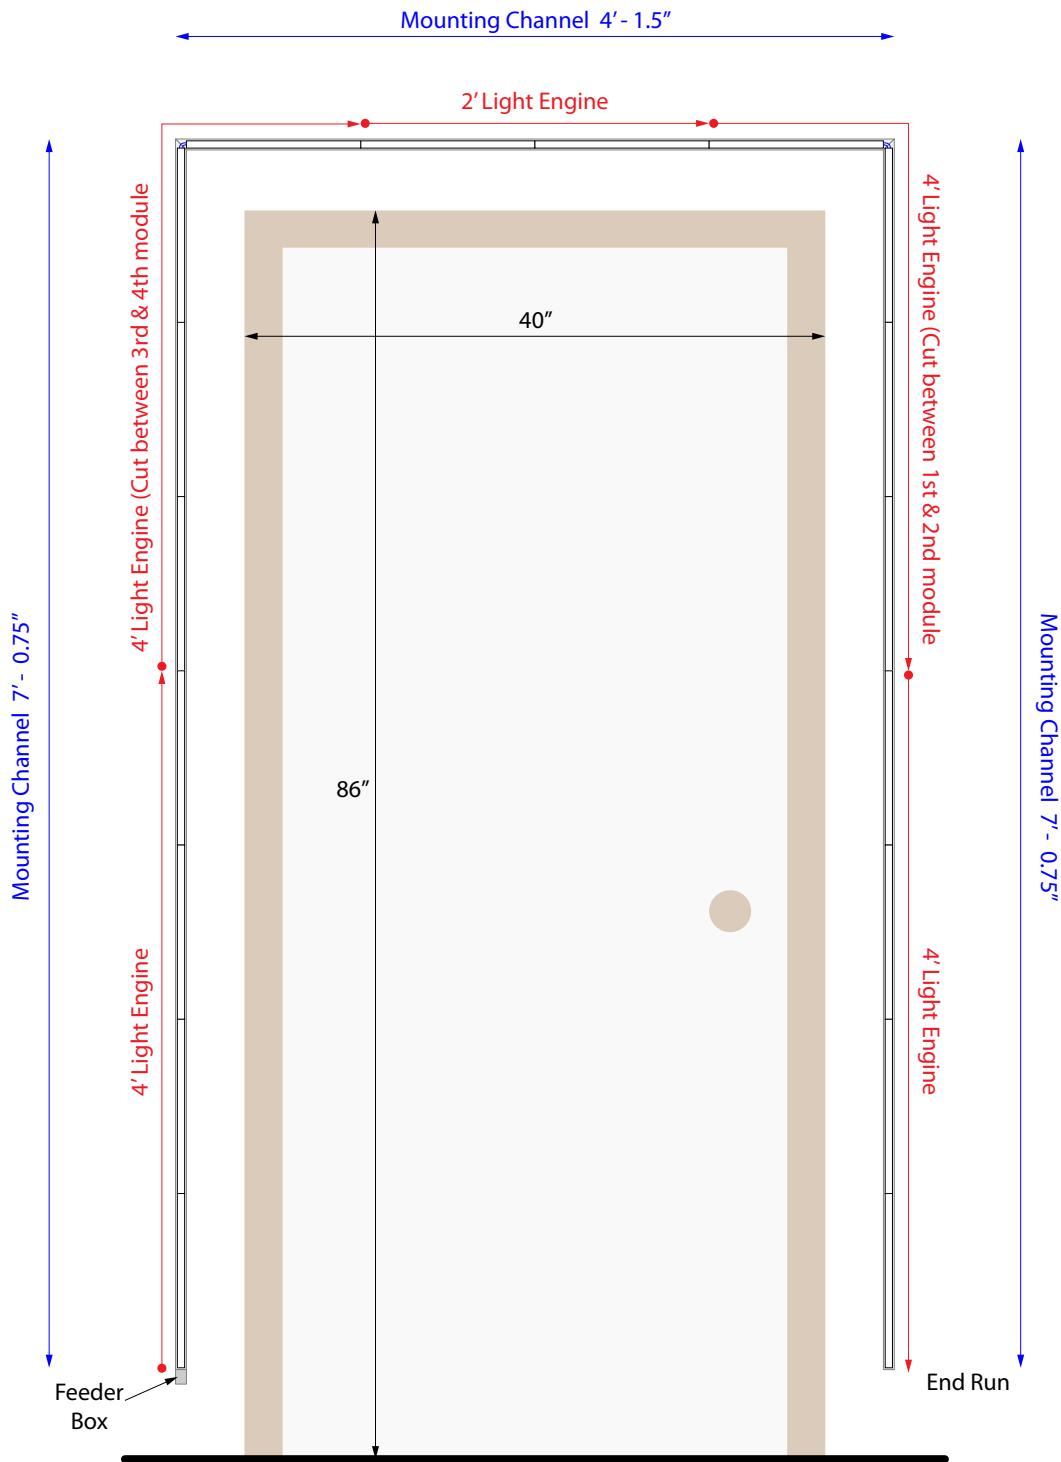 Mounting Channel  4’ - 1.5”
2’ Light Engine
4’ Light Engine (Cut between 3rd & 4th module
4’ Light Engine (Cut between 1st & 2nd module
40”
Mounting Channel  7’ - 0.75”
Mounting Channel  7’ - 0.75”
86”
4’ Light Engine
4’ Light Engine
Feeder
Box
End Run